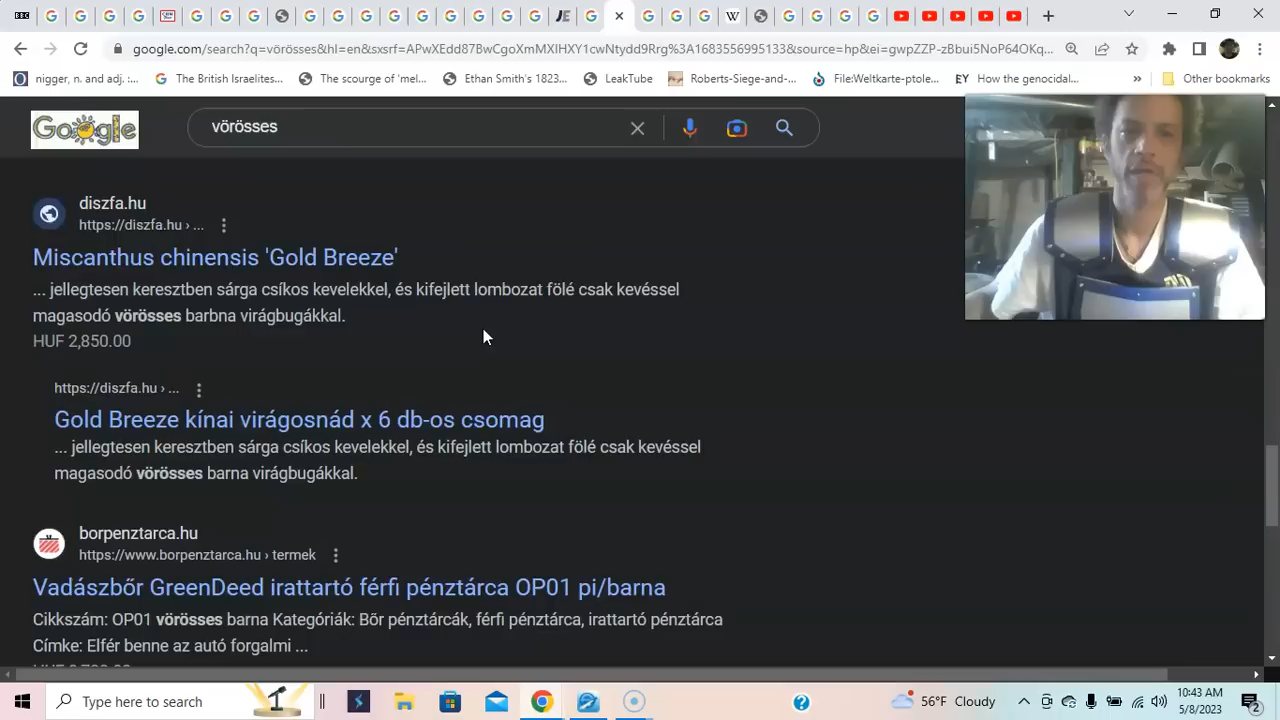 BBC
google.com/search?q=vörösses&hl=en&sxsrf=APwXEdd87BwCgoXmMXIHXY1cwNtydd9Rrg%3A1683556595133&source=hp&ei=gwpZZP-zBbui5NoP64OKq...
nigger, n. and adj. :...
The British Israelites...
The scourge of 'mel...
Ethan Smith's 1823...
LeakTube
Roberts-Siege-and-...
File:Weltkarte-ptole...
How the genocidal...
»
Other bookmarks
Google
vörösses
diszfa.hu
https://diszfa.hu › ...
Miscanthus chinensis 'Gold Breeze'
... jellegtesen keresztben sárga csíkos kevelekkel, és kifejlett lombozat fölé csak kevéssel
magasodó vörösses barbna virágbugákkal.
HUF 2,850.00
https://diszfa.hu › ...
Gold Breeze kínai virágosnád x 6 db-os csomag
... jellegtesen keresztben sárga csíkos kevelekkel, és kifejlett lombozat fölé csak kevéssel
magasodó vörösses barna virágbugákkal.
borpenztarca.hu
https://www.borpenztarca.hu › termek
Vadászbőr GreenDeed irattartó férfi pénztárca OP01 pi/barna
Cikkszám: OP01 vörösses barna Kategóriák: Bőr pénztárcák, férfi pénztárca, irattartó pénztárca
Címke: Elfér benne az autó forgalmi ...
Type here to search
56°F Cloudy
10:43 AM
5/8/2023
2